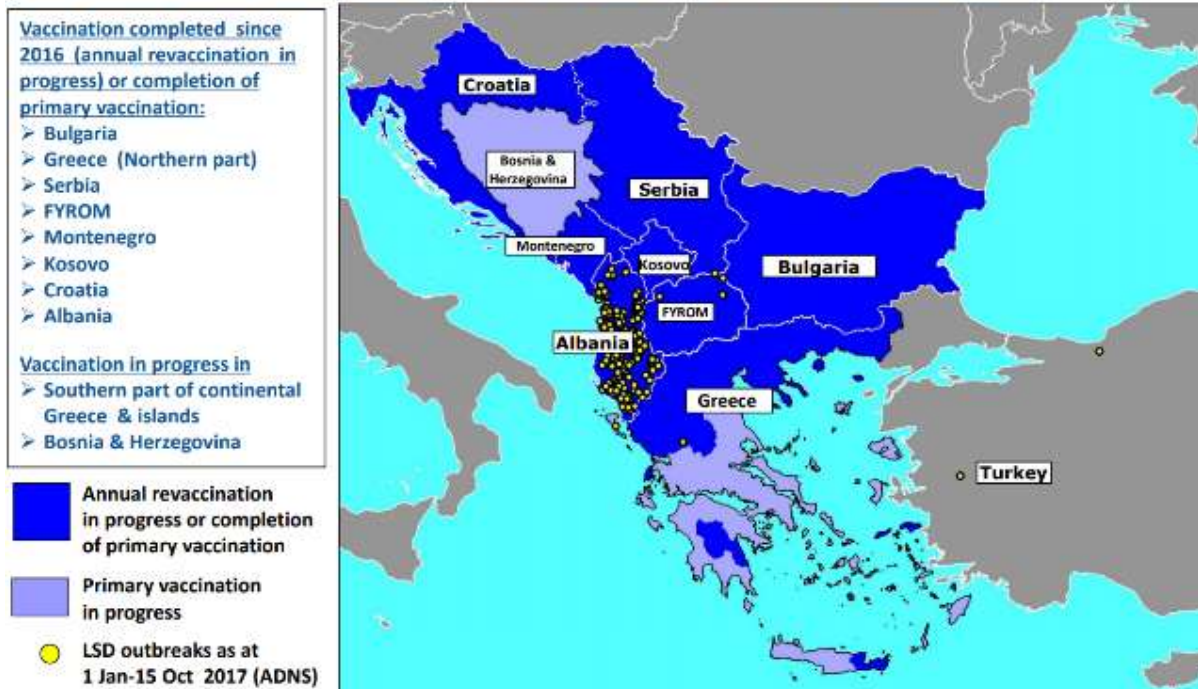 Vaccination completed since
2016 (annual revaccination in
progress) or completion of
primary vaccination:
➢ Bulgaria
➢ Greece (Northern part)
➢ Serbia
➢ FYROM
➢ Montenegro
➢ Kosovo
➢ Croatia
➢ Albania
Vaccination in progress in
➢ Southern part of continental
Greece & islands
➢ Bosnia & Herzegovina
Annual revaccination
in progress or completion
of primary vaccination
Primary vaccination
in progress
LSD outbreaks as at
1 Jan-15 Oct 2017 (ADNS)
Croatia
Bosnia &
Herzegovina
Serbia
Montenegro
Kosovo
Bulgaria
FYROM
Albania
Greece
Turkey